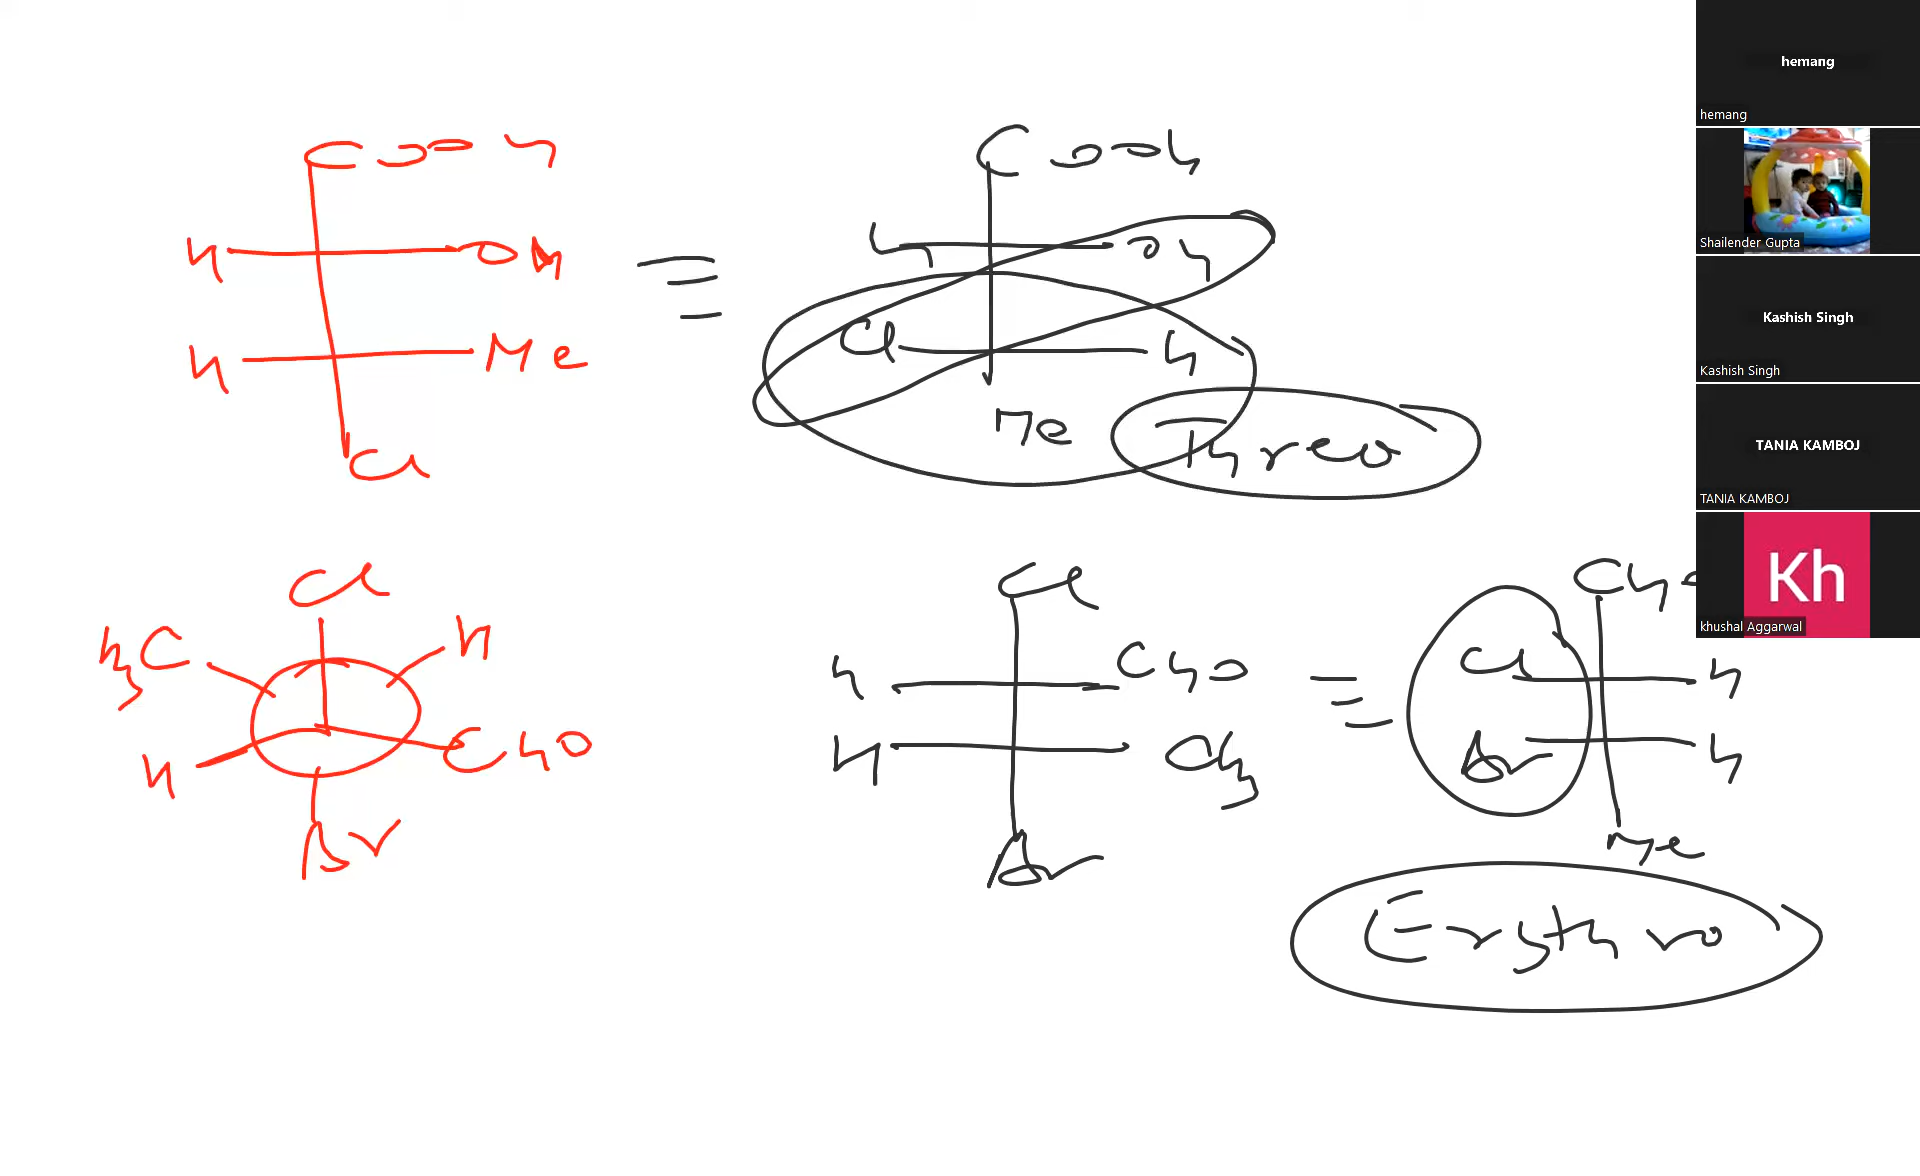 COOH
H OH
H Me
Cl
COOH
H OH
Cl H
Me
Threo
Cl
H3C H
H CHO
Br
Cl
H CHO
H CH3
Br
CHO
Cl H
Br H
Me
Erythro
hemang
hemang
Shailender Gupta
Kashish Singh
Kashish Singh
TANIA KAMBOJ
TANIA KAMBOJ
Kh
khushal Aggarwal